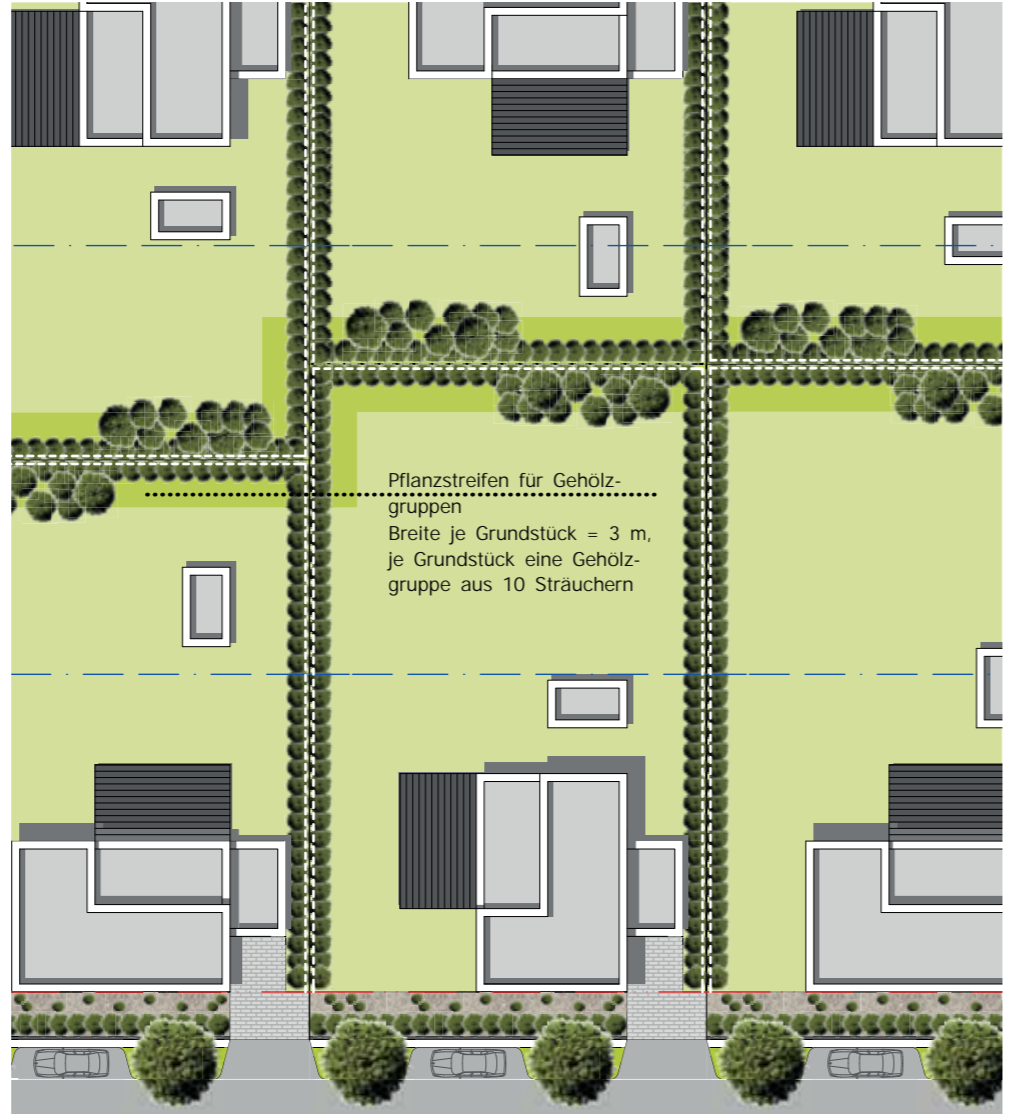 Pflanzstreifen für Gehölz-
gruppen
Breite je Grundstück = 3 m,
je Grundstück eine Gehölz-
gruppe aus 10 Sträuchern